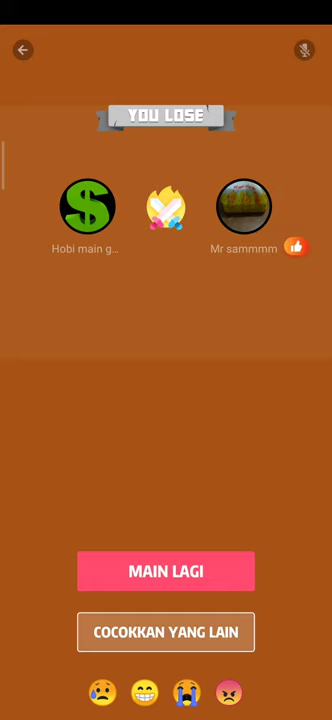 YOU LOSE
Hobi main g...
Mr sammmm
MAIN LAGI
COCOKKAN YANG LAIN